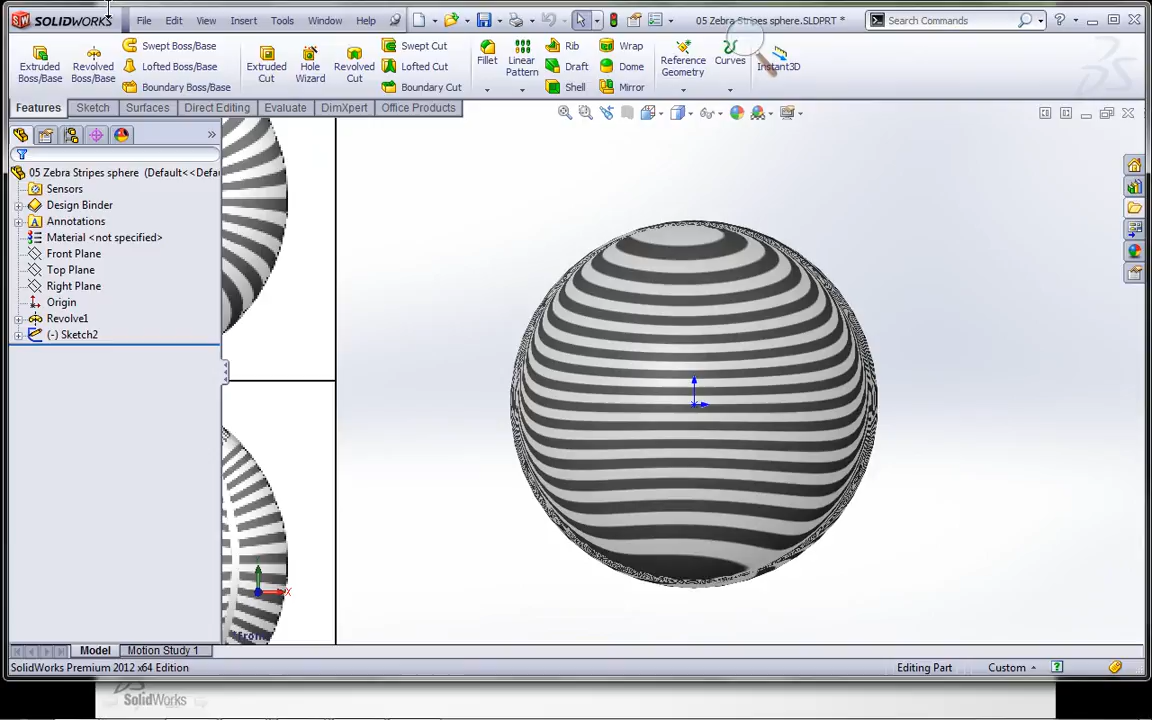 SOLIDWORKS File Edit View Insert Tools Window Help 05 Zebra Stripes sphere.SLDPRT * Search Commands
Extruded Boss/Base
Revolved Boss/Base
Swept Boss/Base
Lofted Boss/Base
Boundary Boss/Base
Extruded Cut
Hole Wizard
Revolved Cut
Swept Cut
Lofted Cut
Boundary Cut
Fillet
Linear Pattern
Rib
Draft
Shell
Wrap
Dome
Mirror
Reference Geometry
Curves
Instant3D
Features Sketch Surfaces Direct Editing Evaluate DimXpert Office Products
05 Zebra Stripes sphere (Default<<Defau
Sensors
Design Binder
Annotations
Material <not specified>
Front Plane
Top Plane
Right Plane
Origin
Revolve1
(-) Sketch2
X
*Front
Model Motion Study 1
SolidWorks Premium 2012 x64 Edition Editing Part Custom
SolidWorks